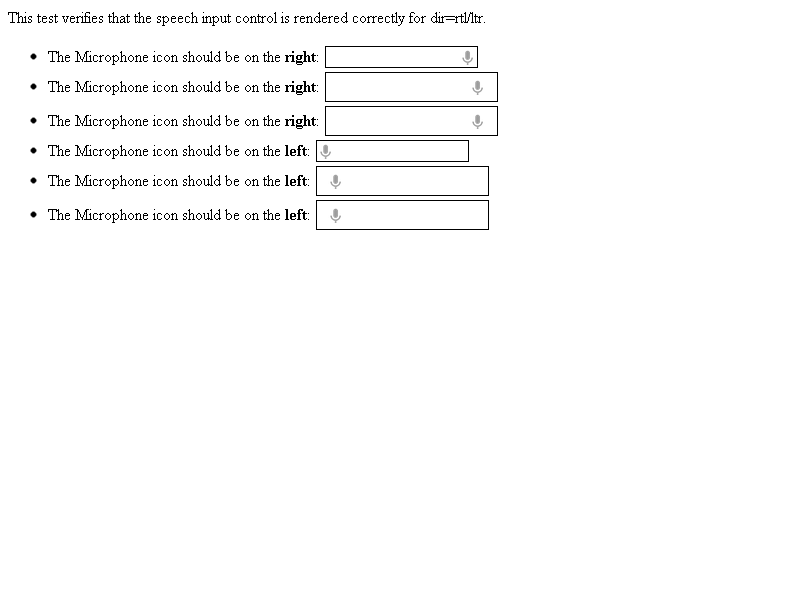 This test verifies that the speech input control is rendered correctly for dir=rtl/ltr.
The Microphone icon should be on the right:
The Microphone icon should be on the right:
The Microphone icon should be on the right:
The Microphone icon should be on the left:
The Microphone icon should be on the left:
The Microphone icon should be on the left: